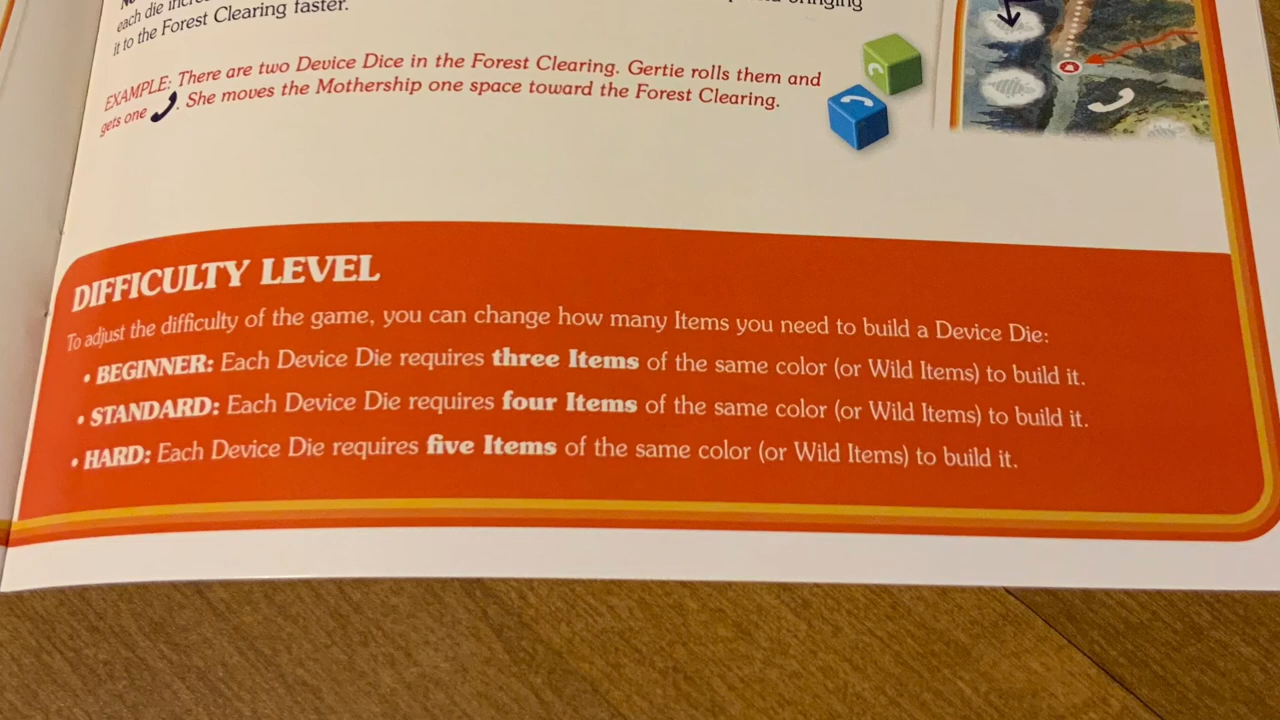 each die
it to the Forest Clearing faster.
EXAMPLE: There are two Device Dice in the Forest Clearing. Gertie rolls them and
gets one . She moves the Mothership one space toward the Forest Clearing.
DIFFICULTY LEVEL
To adjust the difficulty of the game, you can change how many Items you need to build a Device Die:
• BEGINNER: Each Device Die requires three Items of the same color (or Wild Items) to build it.
• STANDARD: Each Device Die requires four Items of the same color (or Wild Items) to build it.
• HARD: Each Device Die requires five Items of the same color (or Wild Items) to build it.